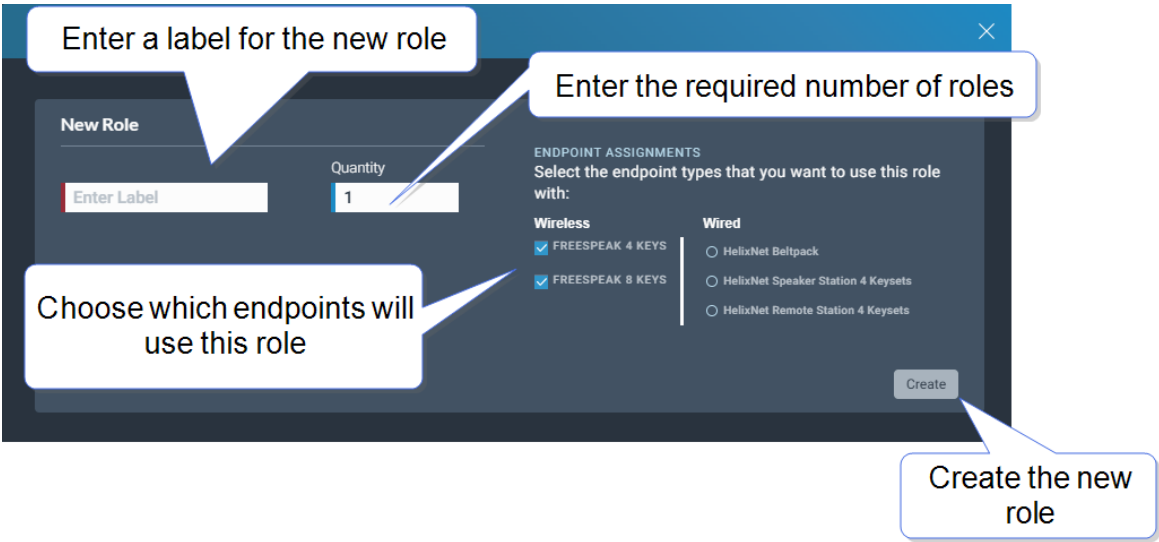 Enter a label for the new role
Enter the required number of roles
New Role
Quantity
Enter Label
1
ENDPOINT ASSIGNMENTS
Select the endpoint types that you want to use this role
with:
Wireless
Wired
FREESPEAK 4 KEYS
HelixNet Beltpack
FREESPEAK 8 KEYS
HelixNet Speaker Station 4 Keysets
HelixNet Remote Station 4 Keysets
Choose which endpoints will
use this role
Create
Create the new
role